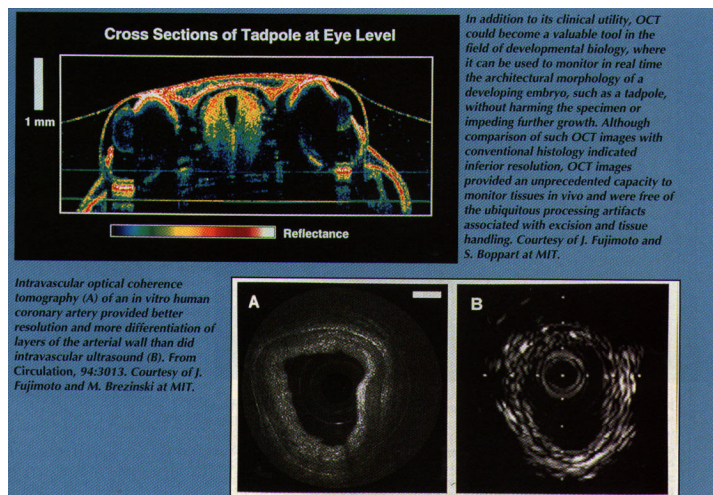 Cross Sections of Tadpole at Eye Level
1 mm
Reflectance
In addition to its clinical utility, OCT
could become a valuable tool in the
field of developmental biology, where
it can be used to monitor in real time
the architectural morphology of a
developing embryo, such as a tadpole,
without harming the specimen or
impeding further growth. Although
comparison of such OCT images with
conventional histology indicated
inferior resolution, OCT images
provided an unprecedented capacity to
monitor tissues in vivo and were free of
the ubiquitous processing artifacts
associated with excision and tissue
handling. Courtesy of J. Fujimoto and
S. Boppart at MIT.
Intravascular optical coherence
tomography (A) of an in vitro human
coronary artery provided better
resolution and more differentiation of
layers of the arterial wall than did
intravascular ultrasound (B). From
Circulation, 94:3013. Courtesy of J.
Fujimoto and M. Brezinski at MIT.
A
B